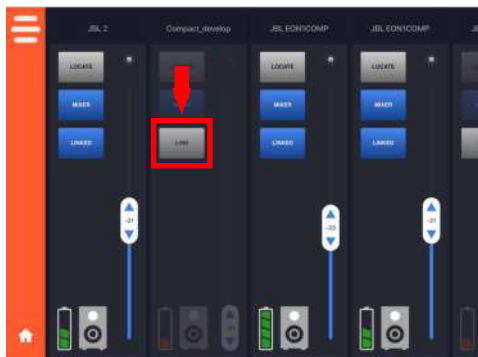 JBL 2
Compact_develop
JBL EON1COMP
JBL EON1COMP
LOCATE
LOCATE
LOCATE
MIXER
MIXER
MIXER
LINKED
LINK
LINKED
LINKED
-21
-23
-21